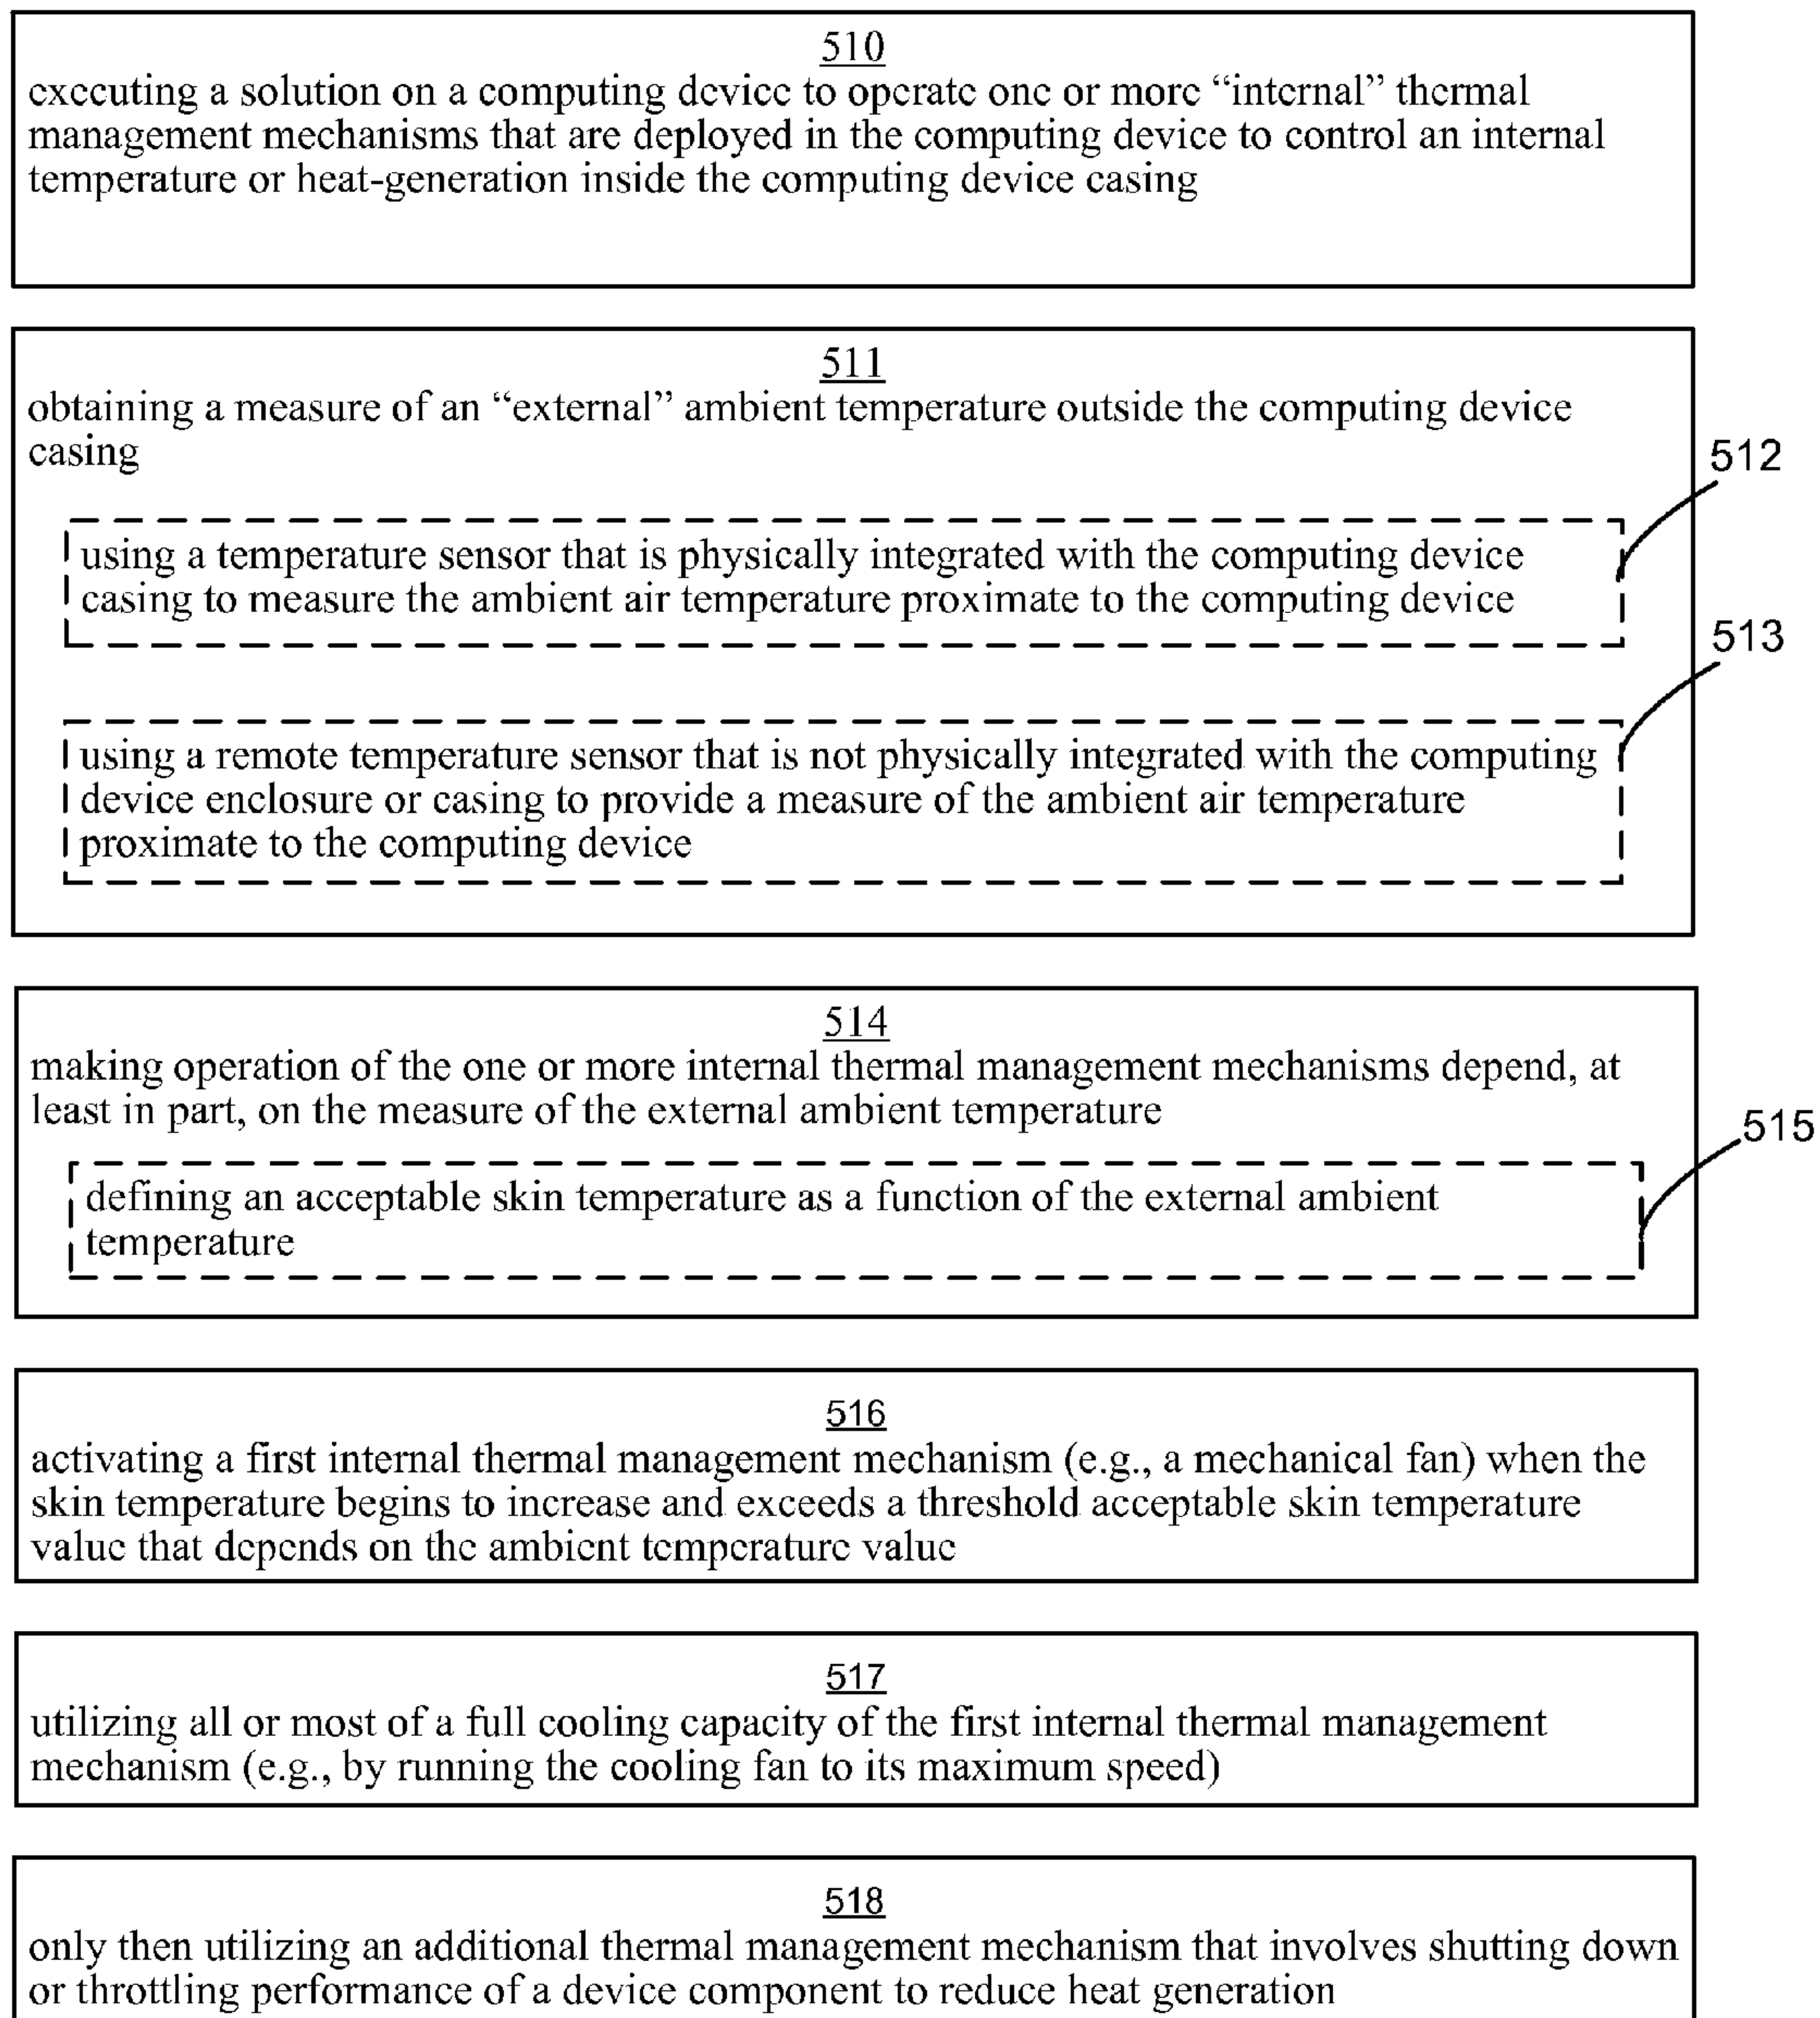 510
executing a solution on a computing device to operate one or more “internal” thermal
management mechanisms that are deployed in the computing device to control an internal
temperature or heat-generation inside the computing device casing
511
obtaining a measure of an “external” ambient temperature outside the computing device
casing
512
using a temperature sensor that is physically integrated with the computing device
casing to measure the ambient air temperature proximate to the computing device
513
using a remote temperature sensor that is not physically integrated with the computing
device enclosure or casing to provide a measure of the ambient air temperature
proximate to the computing device
514
making operation of the one or more internal thermal management mechanisms depend, at
least in part, on the measure of the external ambient temperature
515
defining an acceptable skin temperature as a function of the external ambient
temperature
516
activating a first internal thermal management mechanism (e.g., a mechanical fan) when the
skin temperature begins to increase and exceeds a threshold acceptable skin temperature
value that depends on the ambient temperature value
517
utilizing all or most of a full cooling capacity of the first internal thermal management
mechanism (e.g., by running the cooling fan to its maximum speed)
518
only then utilizing an additional thermal management mechanism that involves shutting down
or throttling performance of a device component to reduce heat generation